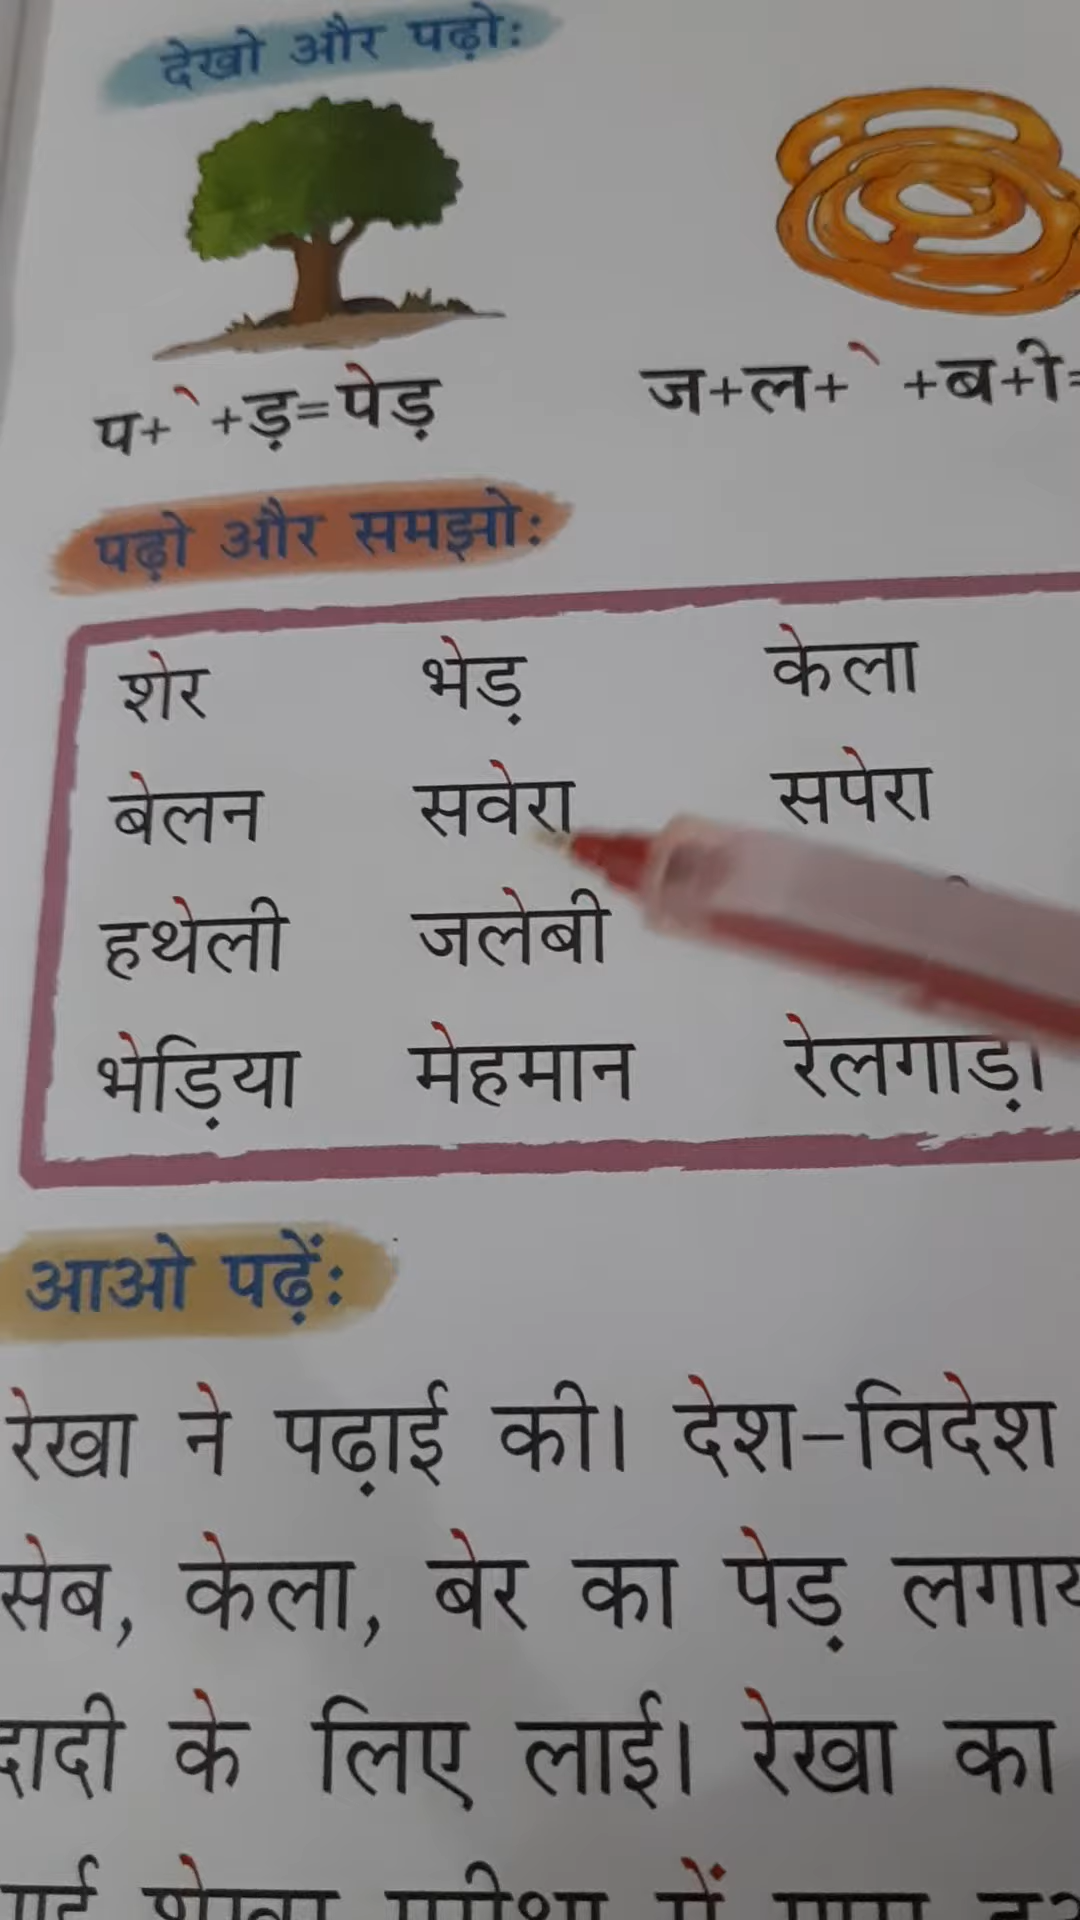 देखो और पढ़ो:
प+े+ड़=पेड़ ज+ल+े+ब+ी=
पढ़ो और समझो:
शेर भेड़ केला
बेलन सवेरा सपेरा
हथेली जलेबी
भेड़िया मेहमान रेलगाड़ी
आओ पढ़ें:
रेखा ने पढ़ाई की। देश-विदेश
सेब, केला, बेर का पेड़
दादी के लिए लाई। रेखा का
में